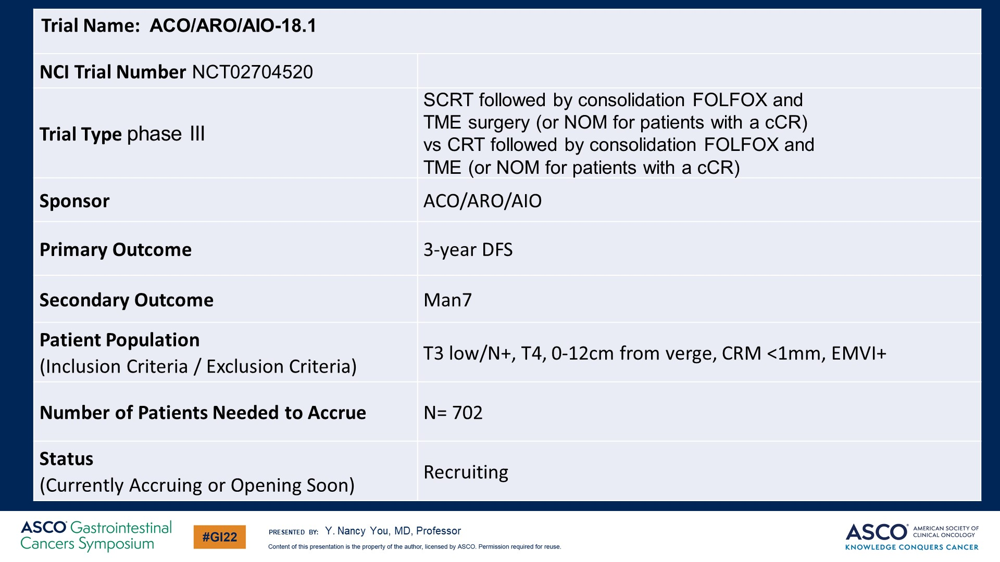 Trial Name: ACO/ARO/AIO-18.1
NCI Trial Number NCT02704520
Trial Type phase III
SCRT followed by consolidation FOLFOX and
TME surgery (or NOM for patients with a cCR)
vs CRT followed by consolidation FOLFOX and
TME (or NOM for patients with a cCR)
Sponsor
ACO/ARO/AIO
Primary Outcome
3-year DFS
Secondary Outcome
Man7
Patient Population
(Inclusion Criteria / Exclusion Criteria)
T3 low/N+, T4, 0-12cm from verge, CRM <1mm, EMVI+
Number of Patients Needed to Accrue
N= 702
Status
(Currently Accruing or Opening Soon)
Recruiting
ASCO® Gastrointestinal
Cancers Symposium
#GI22
PRESENTED BY: Y. Nancy You, MD, Professor
Content of this presentation is the property of the author, licensed by ASCO. Permission required for reuse.
ASCO® AMERICAN SOCIETY OF
CLINICAL ONCOLOGY
KNOWLEDGE CONQUERS CANCER